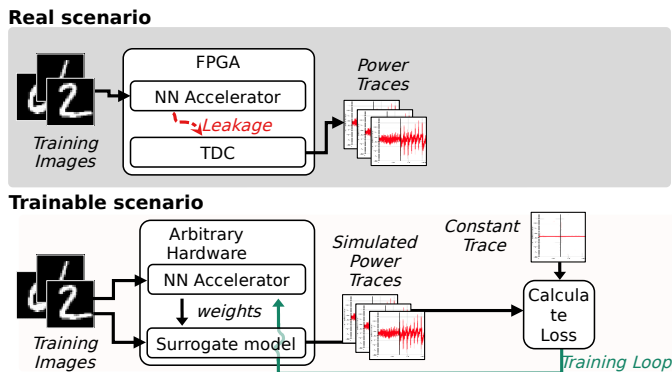 Real scenario
FPGA
NN Accelerator
Leakage
TDC
Training
Images
Power
Traces
Trainable scenario
Arbitrary
Hardware
NN Accelerator
weights
Surrogate model
Training
Images
Simulated
Power
Traces
Constant
Trace
Calcula
te
Loss
Training Loop